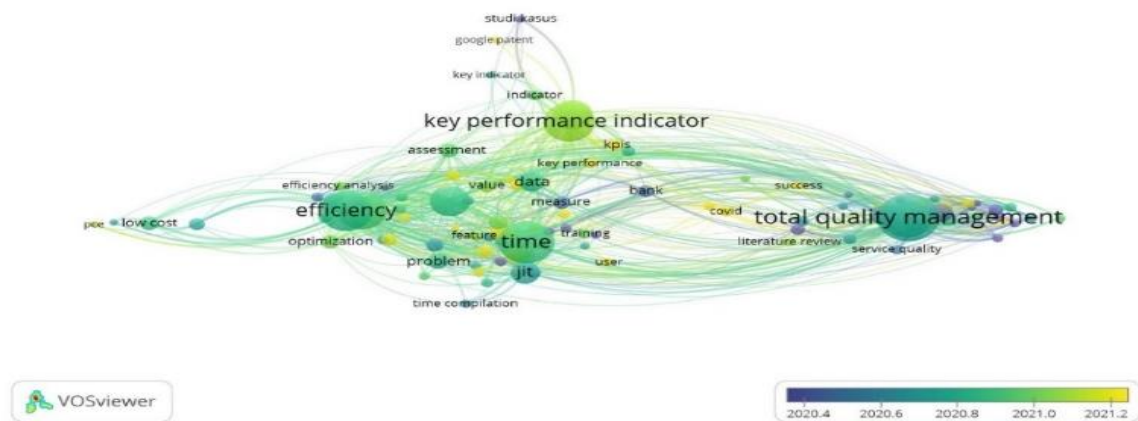 studi kasus
google patent
key indicator
indicator
key performance indicator
assessment
kpis
key performance
efficiency analysis
value
data
success
measure
bank
efficiency
covid
total quality management
pce
low cost
optimization
feature
time
training
literature review
service quality
problem
jit
user
time compilation
VOSviewer
2020.4 2020.6 2020.8 2021.0 2021.2